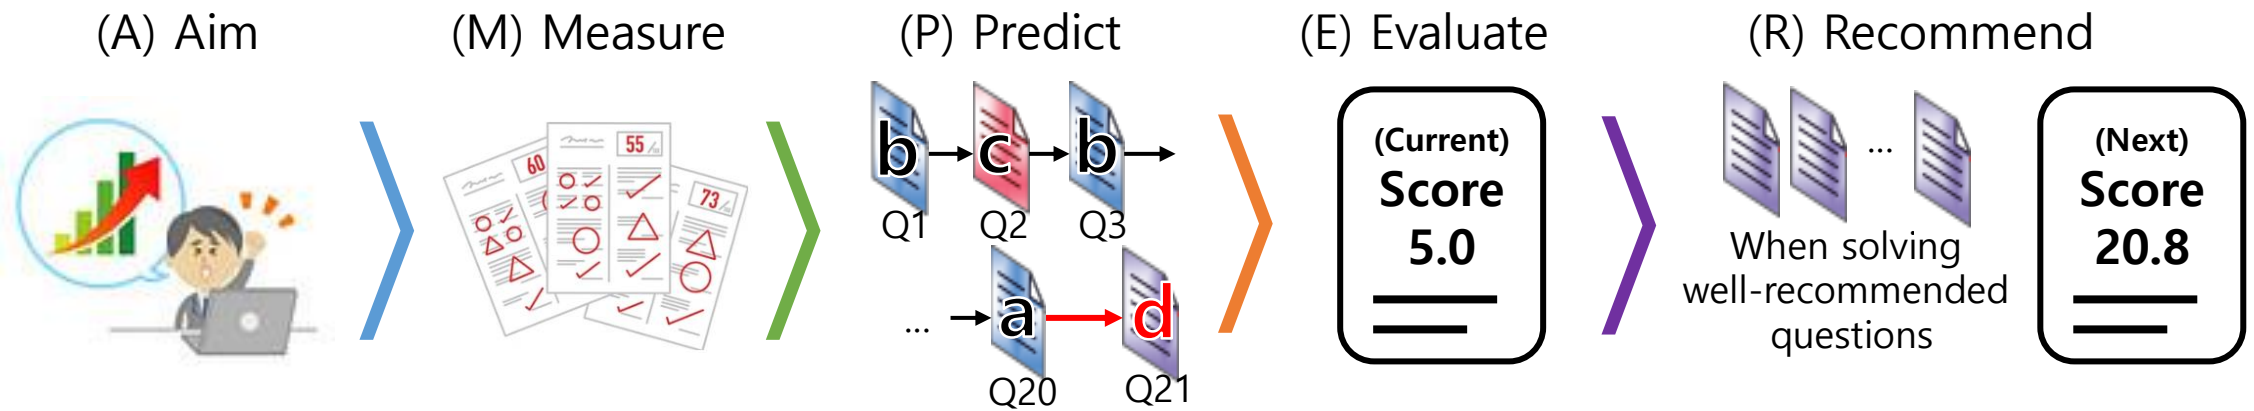 (A) Aim
(M) Measure
(P) Predict
(E) Evaluate
(R) Recommend
60
55
73
b
c
b
Q1
Q2
Q3
...
a
d
Q20
Q21
(Current)
Score
5.0
...
When solving
well-recommended
questions
(Next)
Score
20.8